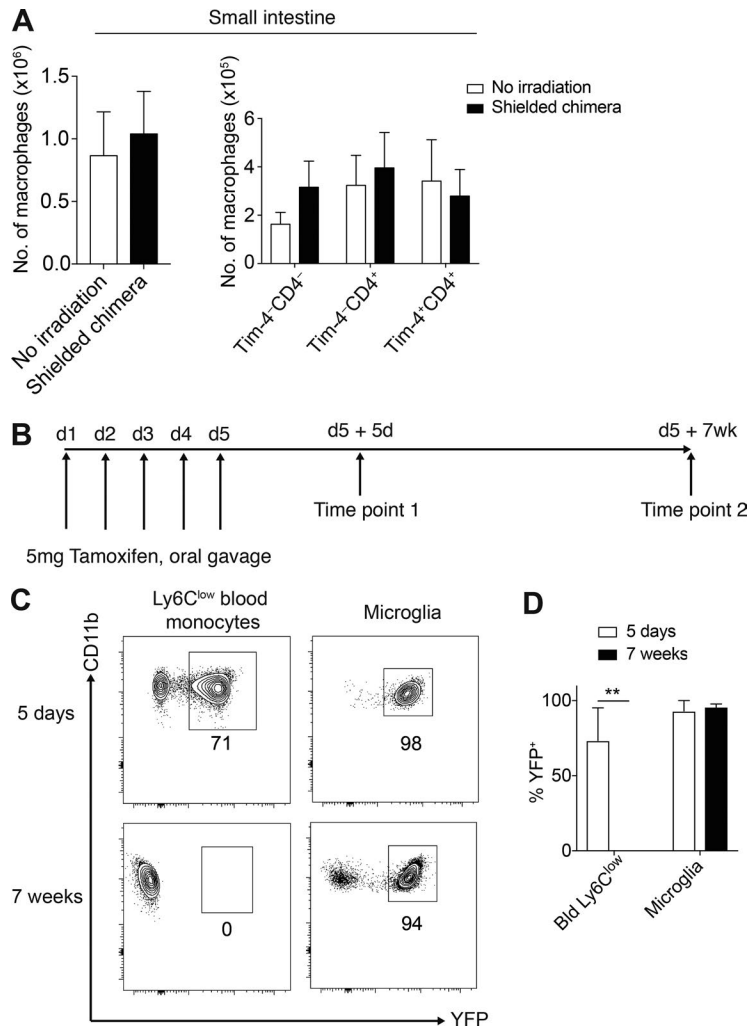 A
Small intestine
No. of macrophages (x10⁶)
1.5
1.0
0.5
0.0
No irradiation
Shielded chimera
No. of macrophages (x10⁵)
6
4
2
0
Tim-4⁻CD4⁻
Tim-4⁻CD4⁺
Tim-4⁺CD4⁺
No irradiation
Shielded chimera
B
d1 d2 d3 d4 d5 d5 + 5d d5 + 7wk
Time point 1 Time point 2
5mg Tamoxifen, oral gavage
C
Ly6Cˡᵒʷ blood
monocytes
Microglia
CD11b
5 days
71
98
7 weeks
0
94
YFP
D
5 days
7 weeks
% YFP⁺
100
50
0
**
Bld Ly6Cˡᵒʷ
Microglia